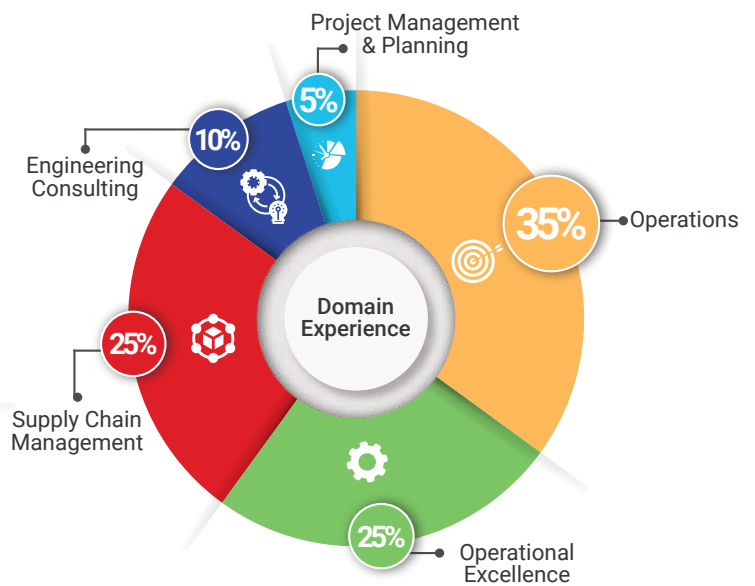 Project Management
& Planning
5%
10%
Engineering
Consulting
35%
Operations
Domain
Experience
25%
Supply Chain
Management
25%
Operational
Excellence